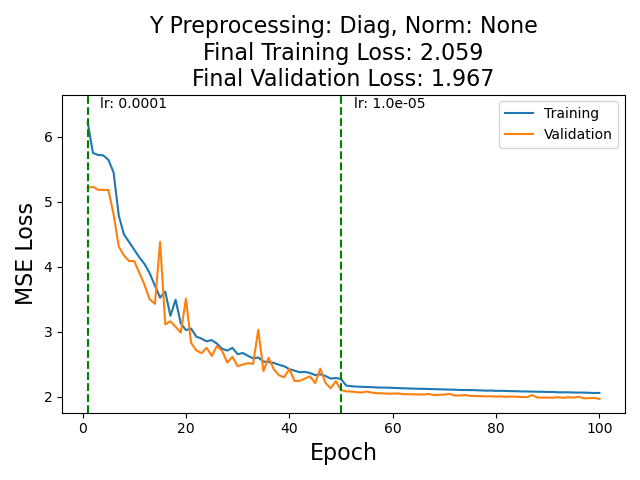 Y Preprocessing: Diag, Norm: None
Final Training Loss: 2.059
Final Validation Loss: 1.967
lr: 0.0001
lr: 1.0e-05
Training
Validation
MSE Loss
6
5
4
3
2
0
20
40
60
80
100
Epoch